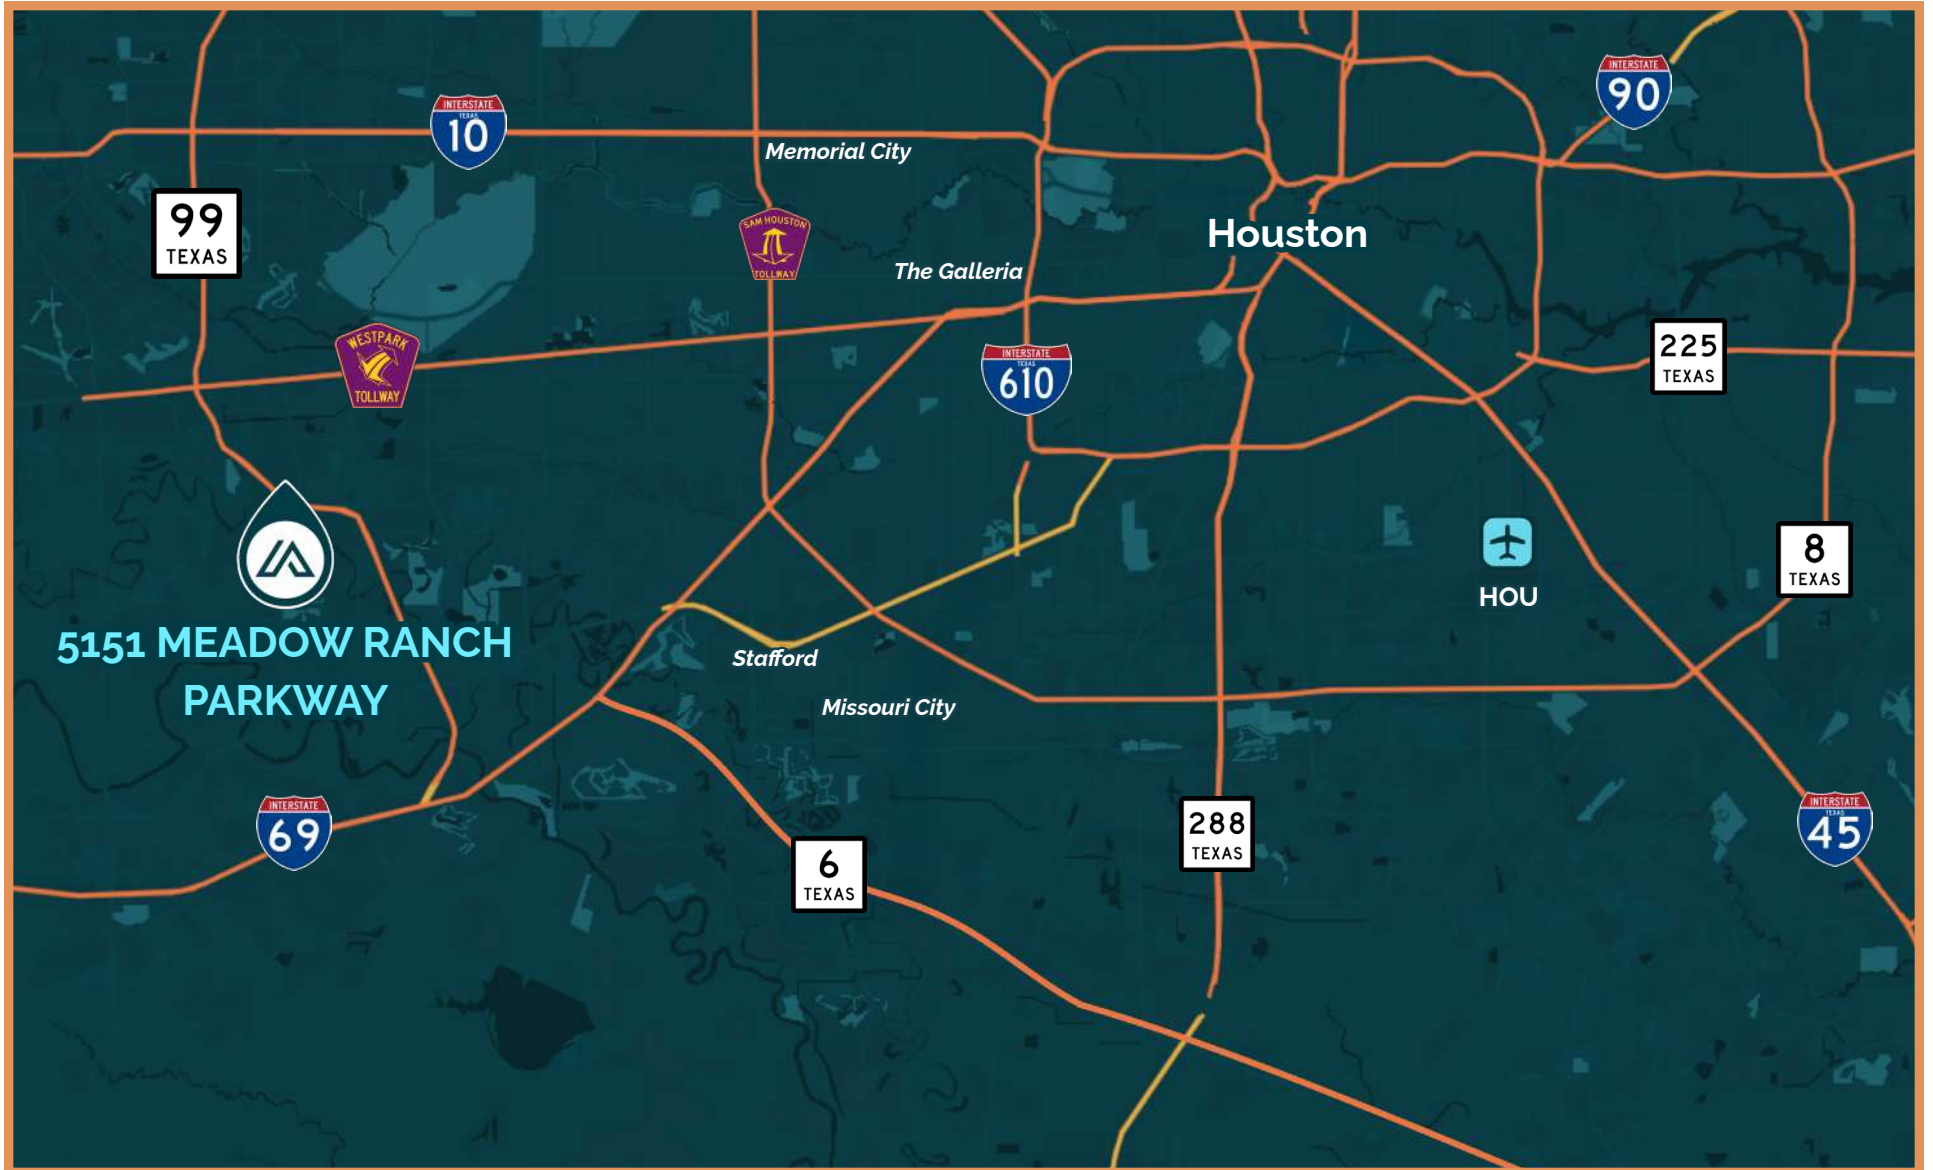 INTERSTATE
90
INTERSTATE
TEXAS
10
Memorial City
99
TEXAS
SAM HOUSTON
TOLLWAY
Houston
The Galleria
WESTPARK
TOLLWAY
INTERSTATE
TEXAS
610
225
TEXAS
8
TEXAS
HOU
5151 MEADOW RANCH
PARKWAY
Stafford
Missouri City
INTERSTATE
69
INTERSTATE
TEXAS
45
288
TEXAS
6
TEXAS